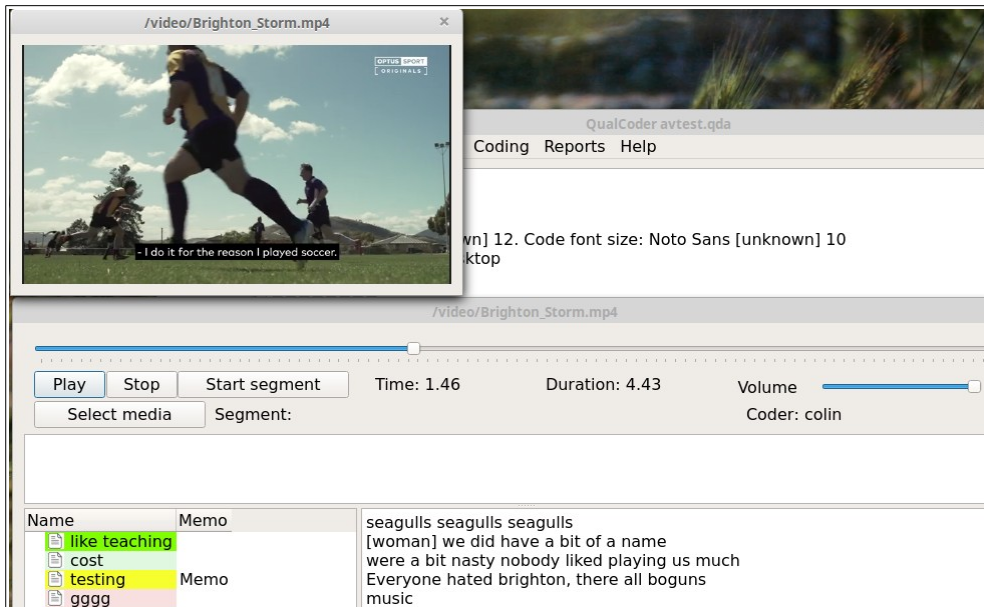 /video/Brighton_Storm.mp4 ×
OPTUS SPORT
ORIGINALS
- I do it for the reason I played soccer.
QualCoder avtest.qda
Coding Reports Help
wn] 12. Code font size: Noto Sans [unknown] 10
ktop
/video/Brighton_Storm.mp4
Play Stop Start segment Time: 1.46 Duration: 4.43 Volume
Select media Segment: Coder: colin
Name Memo
like teaching
cost
testing Memo
gggg
seagulls seagulls seagulls
[woman] we did have a bit of a name
were a bit nasty nobody liked playing us much
Everyone hated brighton, there all boguns
music